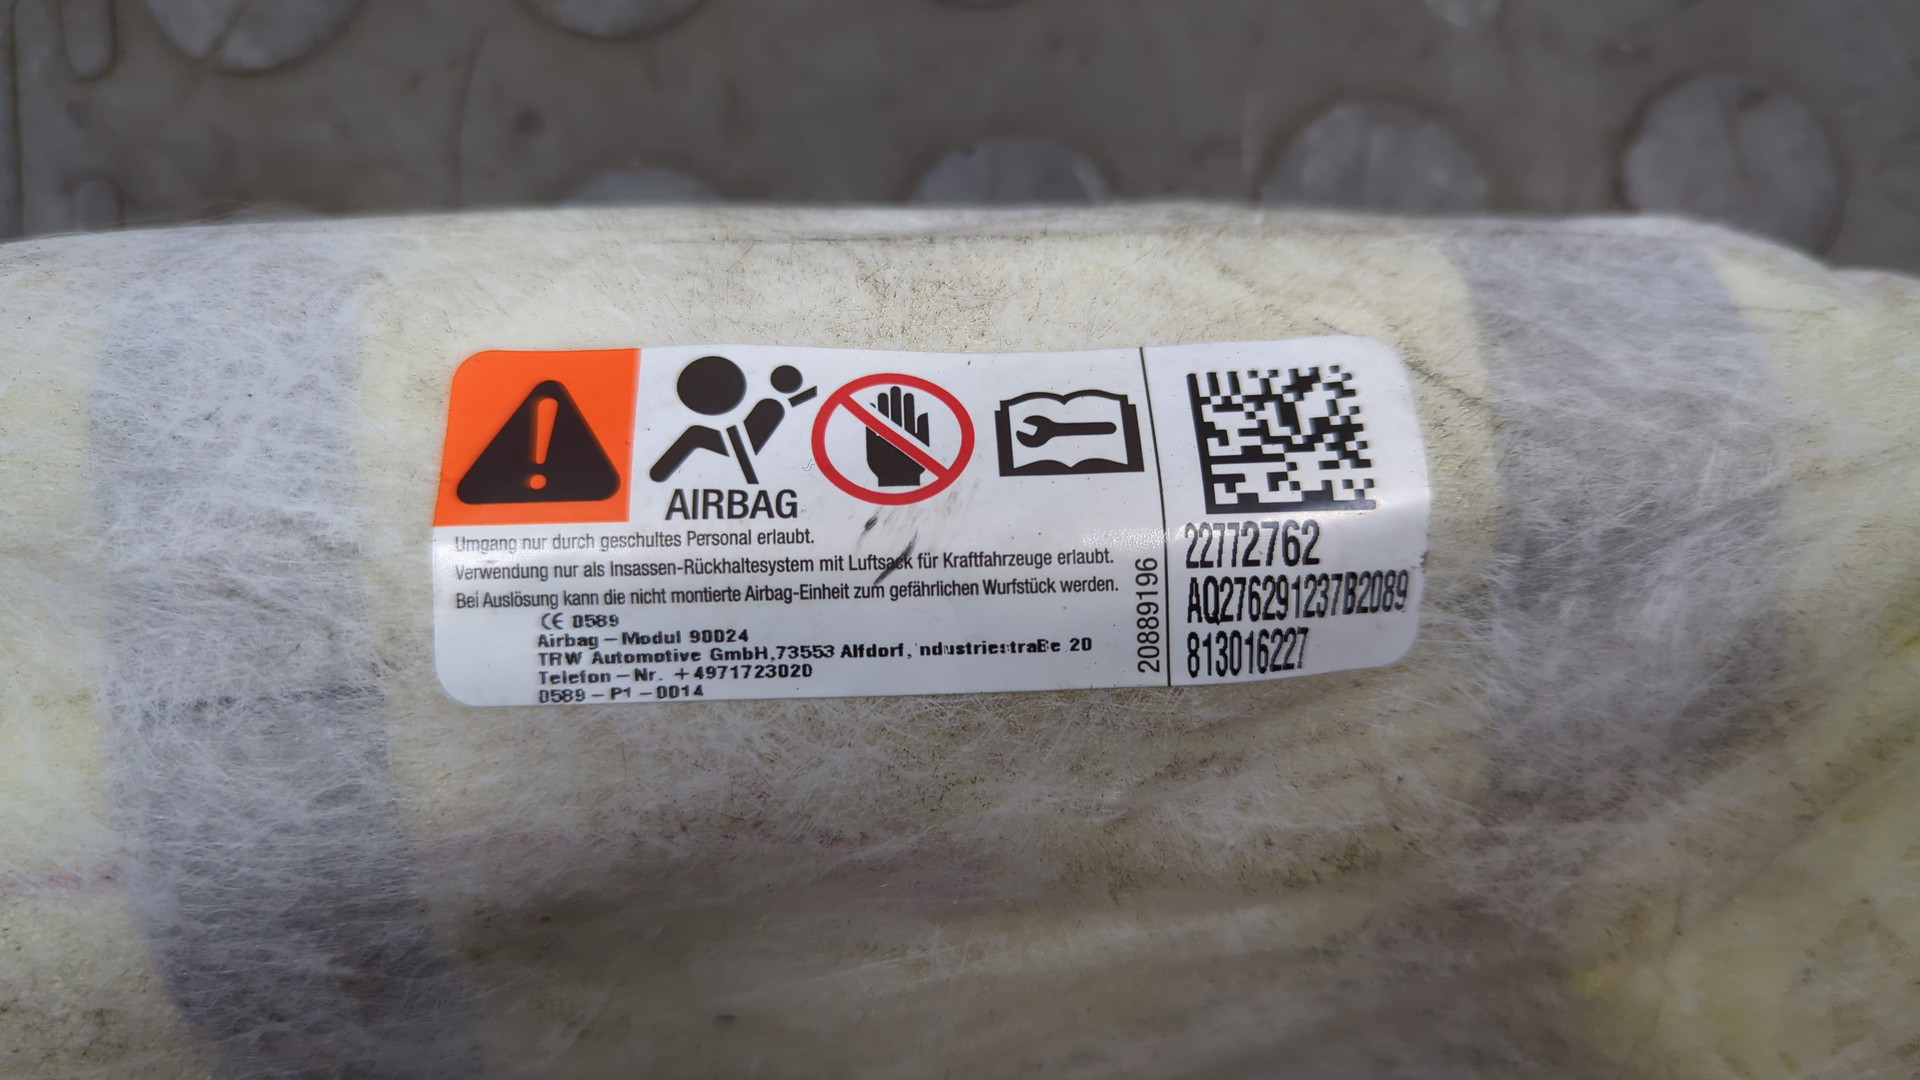 AIRBAG
Umgang nur durch geschultes Personal erlaubt.
Verwendung nur als Insassen-Rückhaltesystem mit Luftsack für Kraftfahrzeuge erlaubt.
Bei Auslösung kann die nicht montierte Airbag-Einheit zum gefährlichen Wurfstück werden.
CE 0589
Airbag-Modul 90024
TRW Automotive GmbH,73553 Alfdorf, ndustriestraße 20
Telefon-Nr. +4971723020
0589-P1-0014
20889196
22772762
AQ276291237B2089
813016227